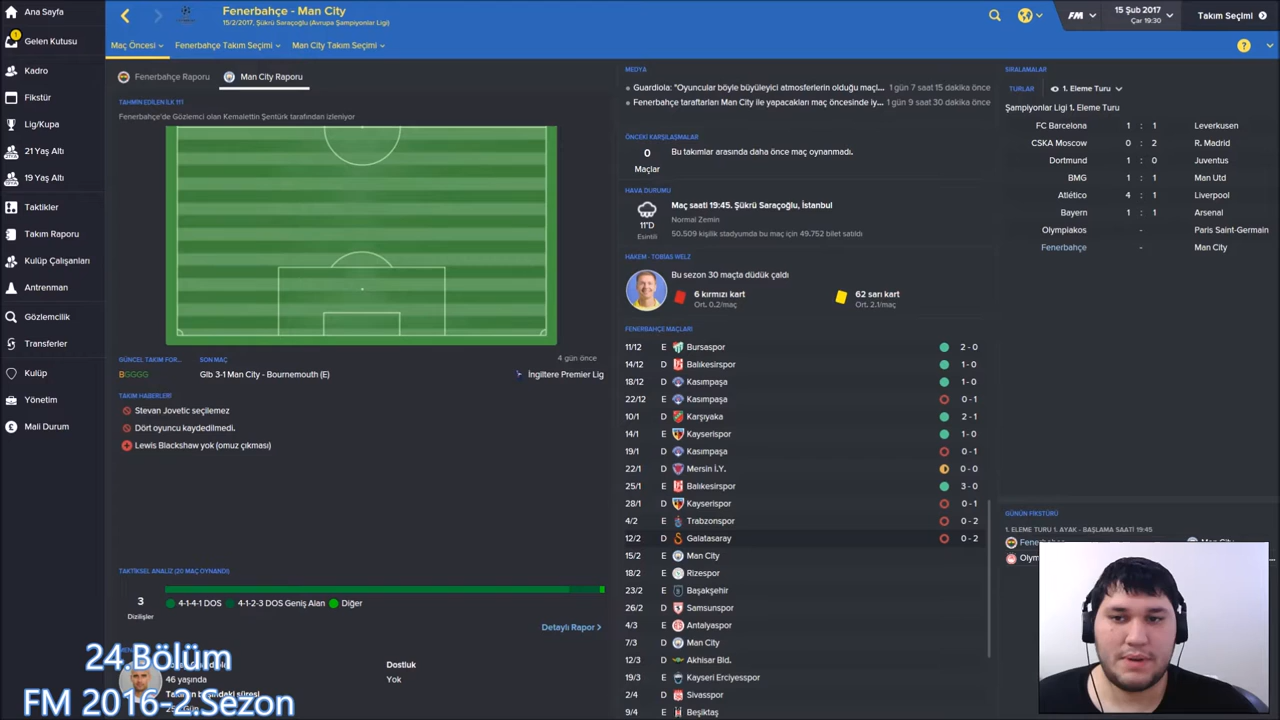 Ana Sayfa
Gelen Kutusu
1
Kadro
Fikstür
Lig/Kupa
21 Yaş Altı
19 Yaş Altı
Taktikler
Takım Raporu
Kulüp Çalışanları
Antrenman
Gözlemcilik
Transferler
Kulüp
Yönetim
Mali Durum
Fenerbahçe - Man City
15/2/2017, Şükrü Saraçoğlu (Avrupa Şampiyonlar Ligi)
FM
15 Şub 2017
Çar 19:30
Takım Seçimi
Maç Öncesi
Fenerbahçe Takım Seçimi
Man City Takım Seçimi
?
Fenerbahçe Raporu
Man City Raporu
TAHMİN EDİLEN İLK 11'İ
Fenerbahçe'de Gözlemci olan Kemalettin Şentürk tarafından izleniyor
GÜNCEL TAKIM FOR...
BGGGG
SON MAÇ
4 gün önce
Glb 3-1 Man City - Bournemouth (E)
İngiltere Premier Lig
TAKIM HABERLERİ
Stevan Jovetic seçilemez
Dört oyuncu kaydedilmedi.
Lewis Blackshaw yok (omuz çıkması)
TAKTİKSEL ANALİZ (20 MAÇ OYNANDI)
3
Dizilişler
4-1-4-1 DOS
4-1-2-3 DOS Geniş Alan
Diğer
Detaylı Rapor
46 yaşında
Dostluk
Yok
24.Bölüm
FM 2016-2.Sezon
MEDYA
Guardiola: "Oyuncular böyle büyüleyici atmosferlerin olduğu maçl... 1 gün 7 saat 15 dakika önce
Fenerbahçe taraftarları Man City ile yapacakları maç öncesinde iy... 1 gün 9 saat 30 dakika önce
ÖNCEKİ KARŞILAŞMALAR
0
Maçlar
Bu takımlar arasında daha önce maç oynanmadı.
HAVA DURUMU
11°D
Esintili
Maç saati 19:45. Şükrü Saraçoğlu, İstanbul
Normal Zemin
50.509 kişilik stadyumda bu maç için 49.752 bilet satıldı
HAKEM - TOBIAS WELZ
Bu sezon 30 maçta düdük çaldı
6 kırmızı kart
Ort. 0.2/maç
62 sarı kart
Ort. 2.1/maç
FENERBAHÇE MAÇLARI
11/12 E Bursaspor 2 - 0
14/12 D Balıkesirspor 1 - 0
18/12 D Kasımpaşa 1 - 0
22/12 E Kasımpaşa 0 - 1
10/1 D Karşıyaka 2 - 1
14/1 E Kayserispor 1 - 0
19/1 D Kasımpaşa 0 - 1
22/1 D Mersin İ.Y. 0 - 0
25/1 E Balıkesirspor 3 - 0
28/1 D Kayserispor 0 - 1
4/2 E Trabzonspor 0 - 2
12/2 D Galatasaray 0 - 2
15/2 E Man City
18/2 E Rizespor
23/2 E Başakşehir
26/2 D Samsunspor
4/3 E Antalyaspor
7/3 D Man City
12/3 D Akhisar Bld.
19/3 E Kayseri Erciyesspor
2/4 D Sivasspor
9/4 E Beşiktaş
SIRALAMALAR
TURLAR
1. Eleme Turu
Şampiyonlar Ligi 1. Eleme Turu
FC Barcelona 1 : 1 Leverkusen
CSKA Moscow 0 : 2 R. Madrid
Dortmund 1 : 0 Juventus
BMG 1 : 1 Man Utd
Atlético 4 : 1 Liverpool
Bayern 1 : 1 Arsenal
Olympiakos - Paris Saint-Germain
Fenerbahçe - Man City
GÜNÜN FİKSTÜRÜ
1. ELEME TURU 1. AYAK - BAŞLAMA SAATİ 19:45